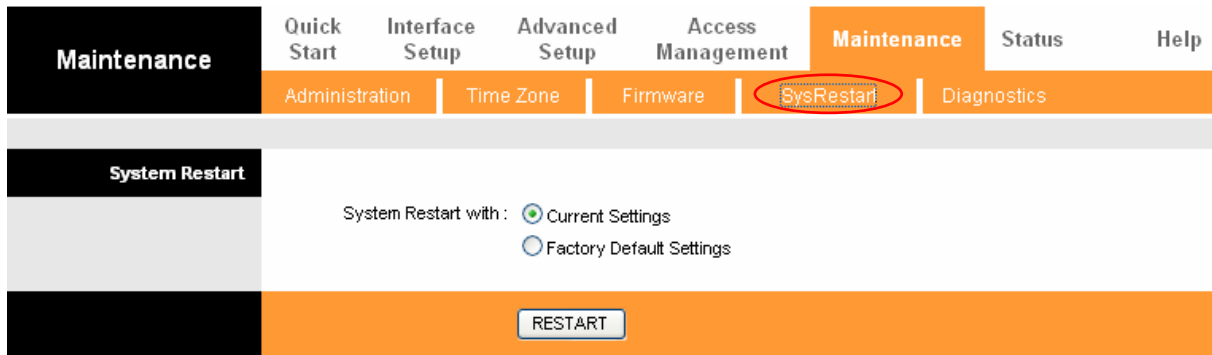 Maintenance
Quick Start
Interface Setup
Advanced Setup
Access Management
Maintenance
Status
Help
Administration
Time Zone
Firmware
SysRestart
Diagnostics
System Restart
System Restart with :
Current Settings
Factory Default Settings
RESTART